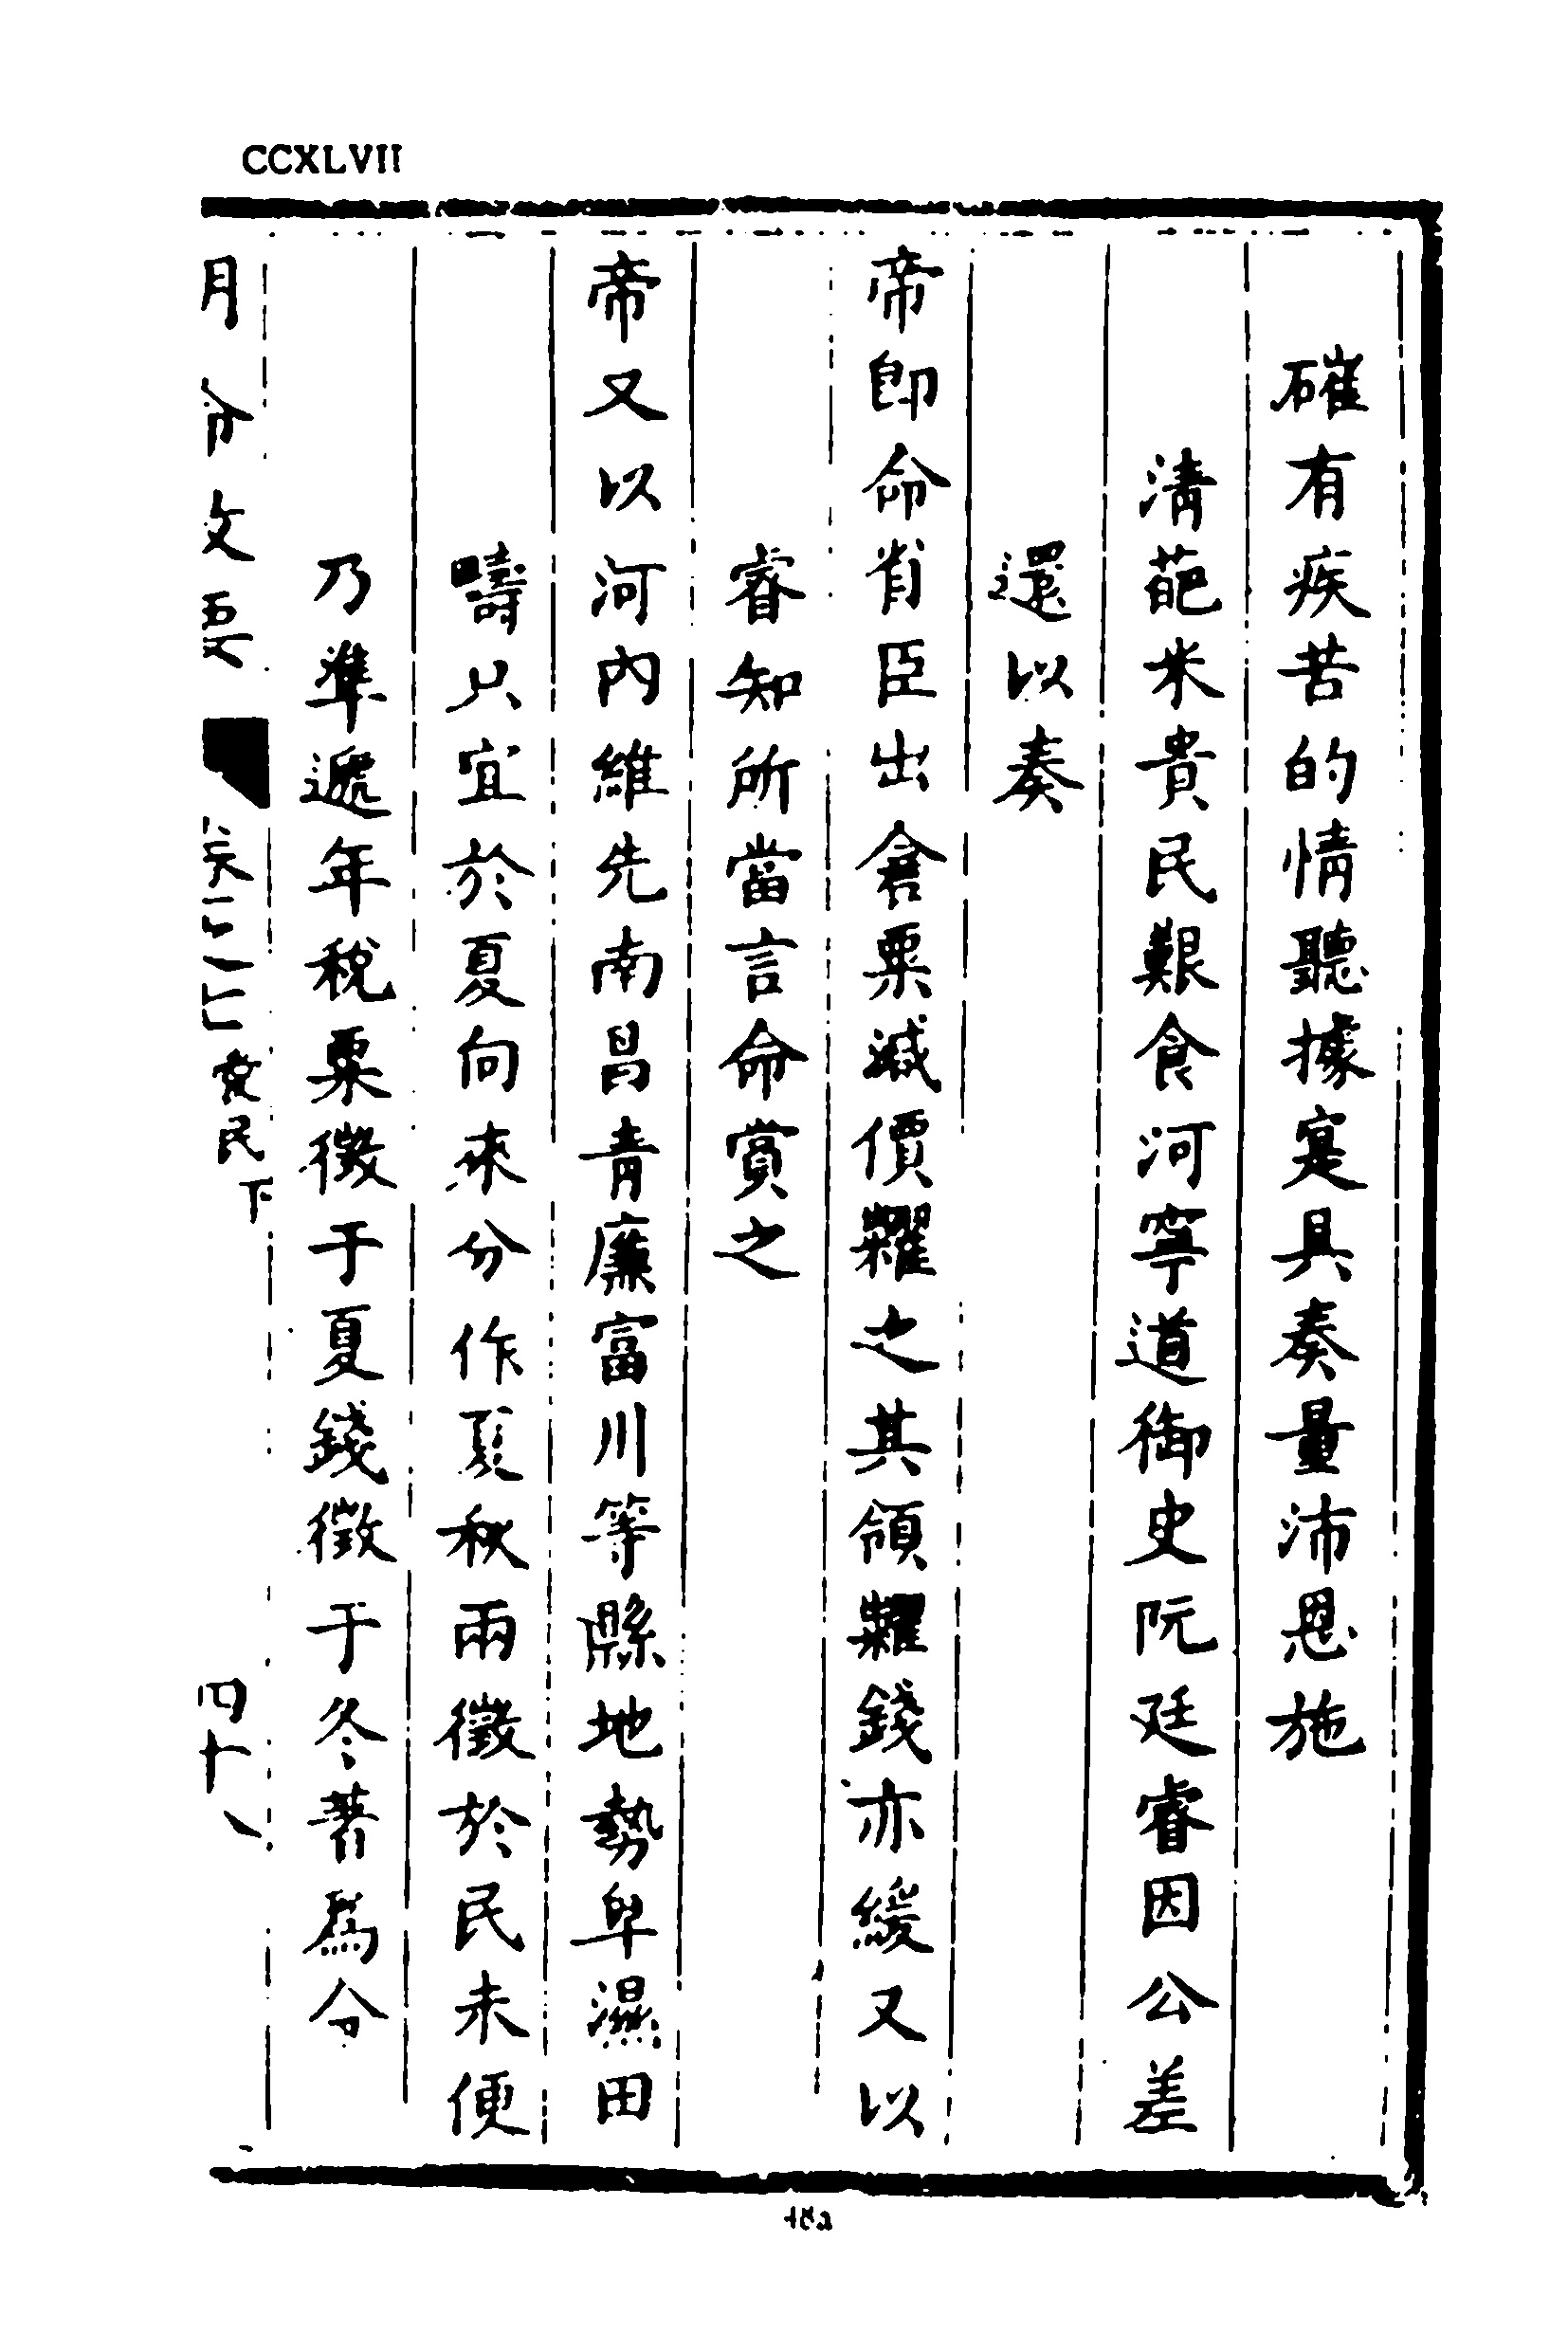 CCXLVII
確有疾苦的情聽據寔具奏量沛恩施
清葩米貴民艱食河寧道御史阮廷睿因公差
還以奏
帝即命省臣出倉粟減價糶之其領糶錢亦緩又以
睿知所當言命賞之
帝又以河內維先南昌青廉富川等縣地勢卑濕田
疇只宜於夏向來分作夏秋兩徵於民未便
乃準遞年稅粟徵于夏錢徵于冬著爲令
愛民下
四十八
48a